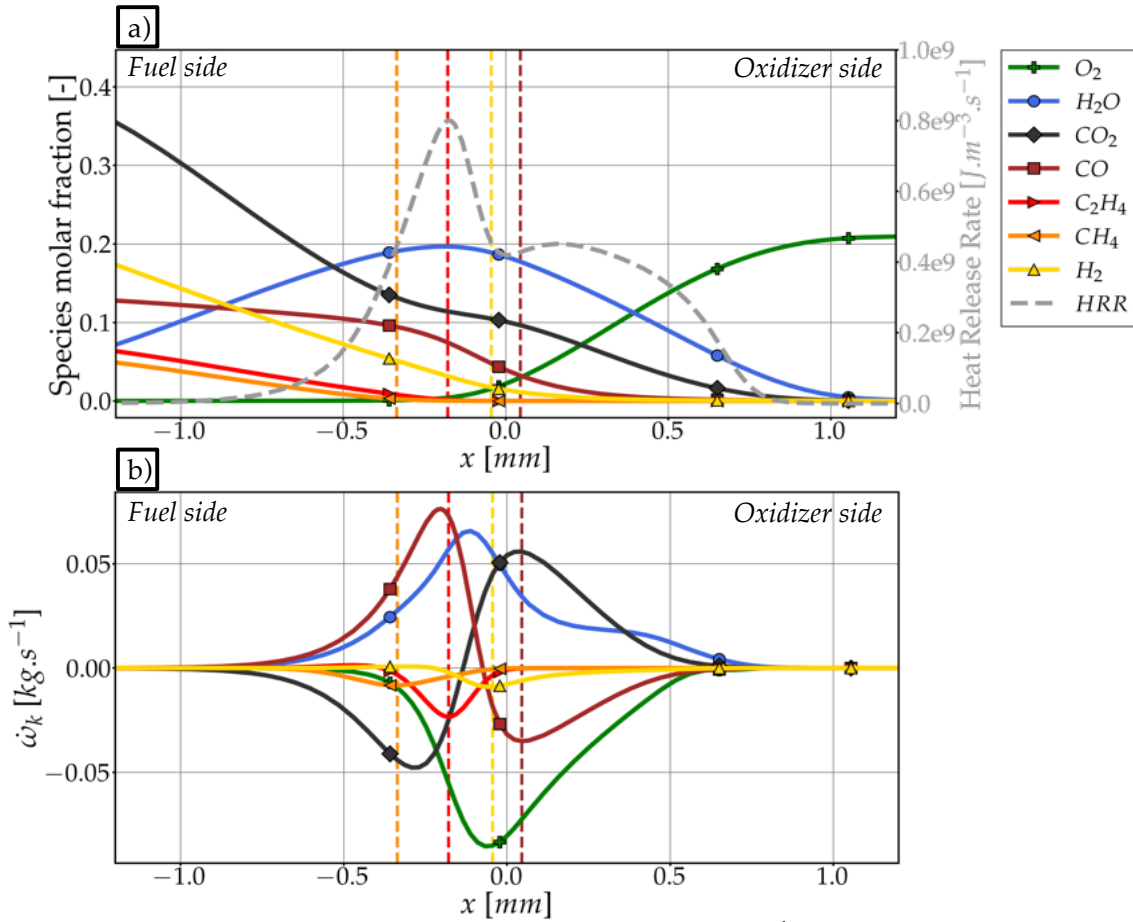 a)
Fuel side
Oxidizer side
Species molar fraction [-]
0.4
0.3
0.2
0.1
0.0
1.0e9
0.8e9
0.6e9
0.4e9
0.2e9
0.0
Heat Release Rate [J.m⁻³.s⁻¹]
−1.0
−0.5
0.0
0.5
1.0
x [mm]
O₂
H₂O
CO₂
CO
C₂H₄
CH₄
H₂
HRR
b)
Fuel side
Oxidizer side
ω̇ₖ [kg.s⁻¹]
0.05
0.00
−0.05
−1.0
−0.5
0.0
0.5
1.0
x [mm]